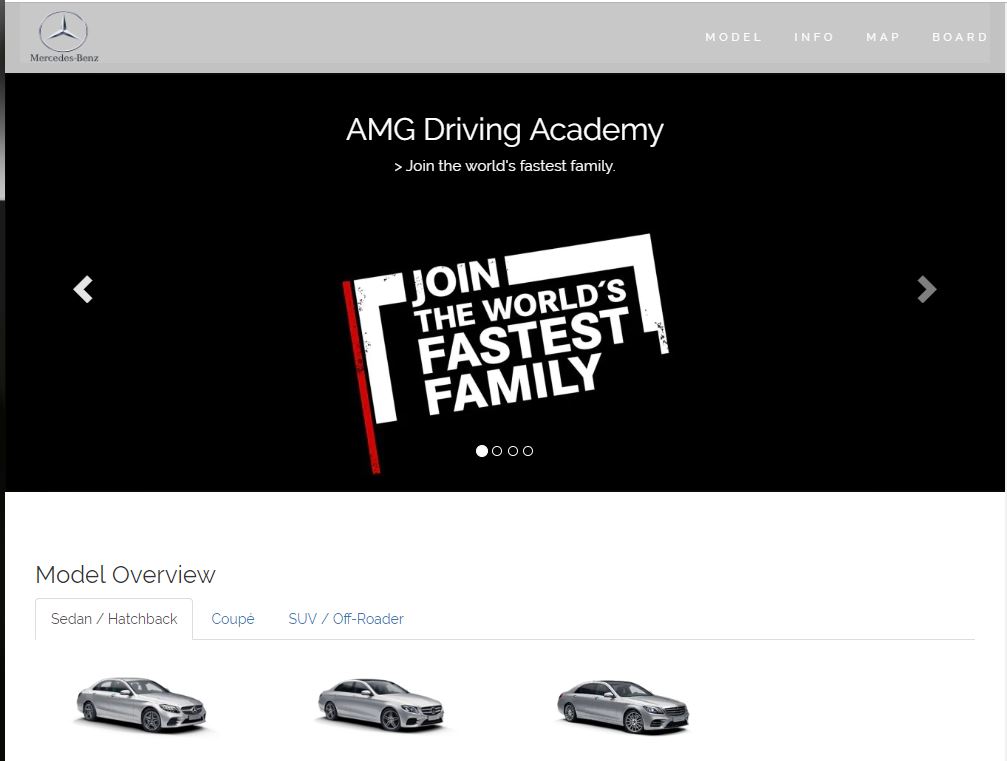 Mercedes-Benz
MODEL INFO MAP BOARD
AMG Driving Academy
> Join the world's fastest family.
JOIN
THE WORLD´S
FASTEST
FAMILY
Model Overview
Sedan / Hatchback Coupé SUV / Off-Roader